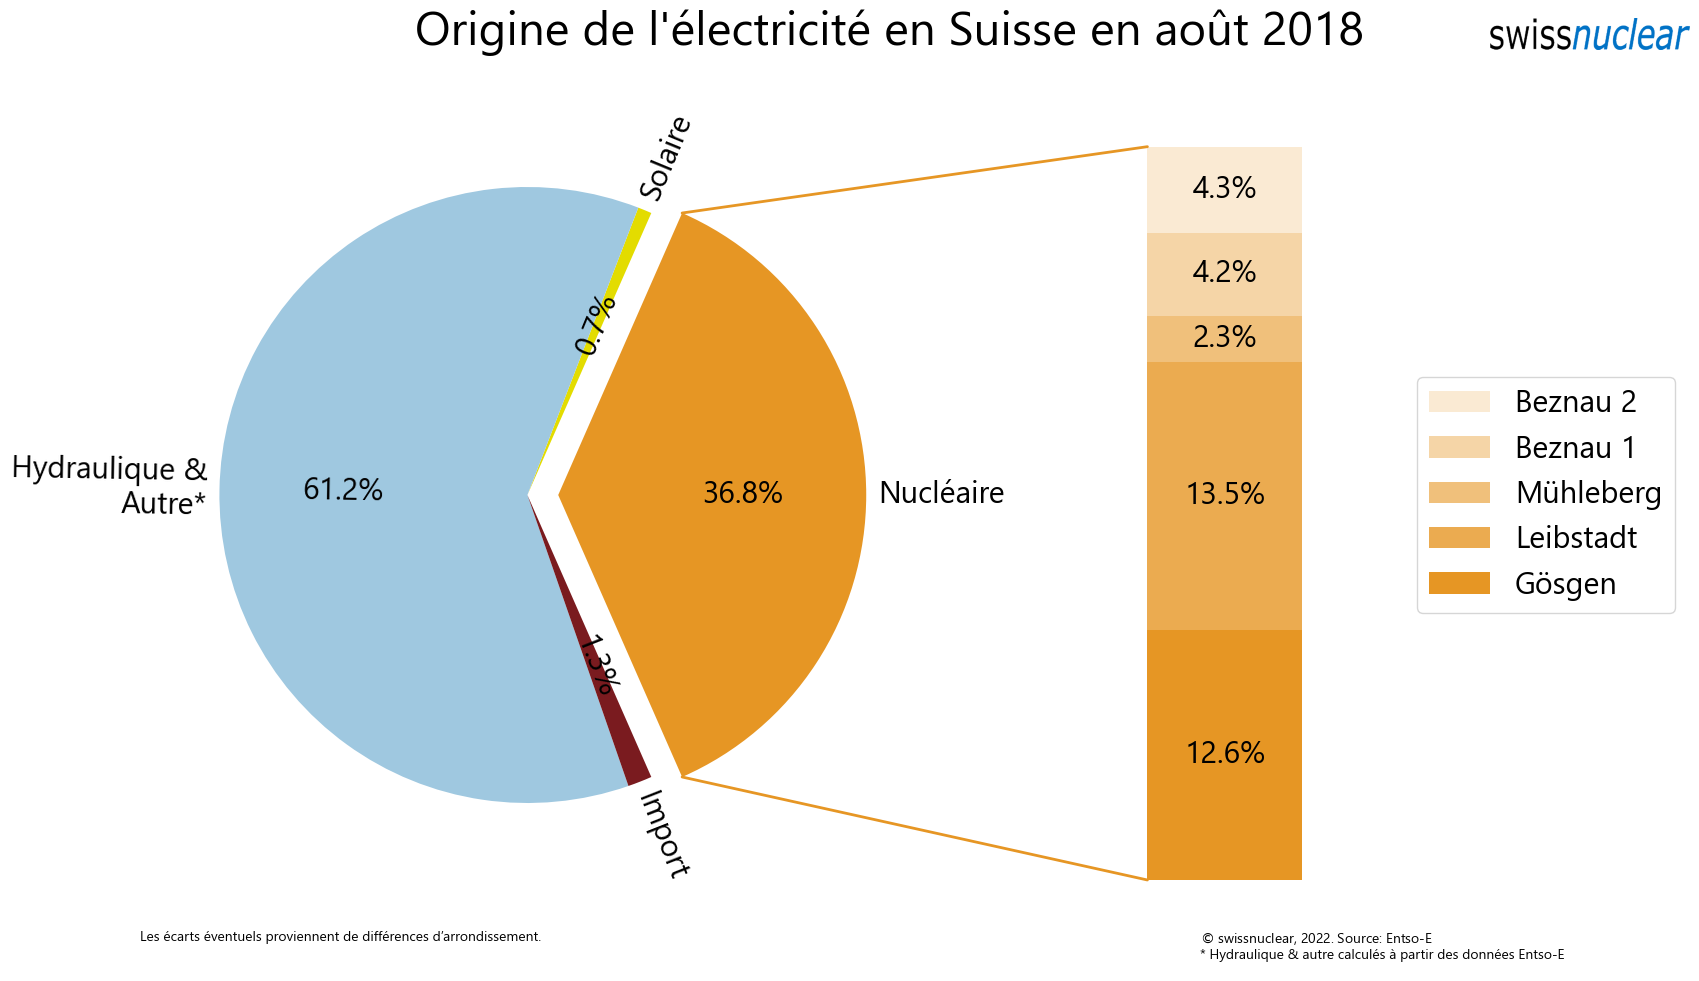 Origine de l'électricité en Suisse en août 2018
swissnuclear
Solaire
0.7%
Hydraulique &
Autre*
61.2%
36.8%
Nucléaire
1.3%
Import
4.3%
4.2%
2.3%
13.5%
12.6%
Beznau 2
Beznau 1
Mühleberg
Leibstadt
Gösgen
Les écarts éventuels proviennent de différences d’arrondissement.
© swissnuclear, 2022. Source: Entso-E
* Hydraulique & autre calculés à partir des données Entso-E